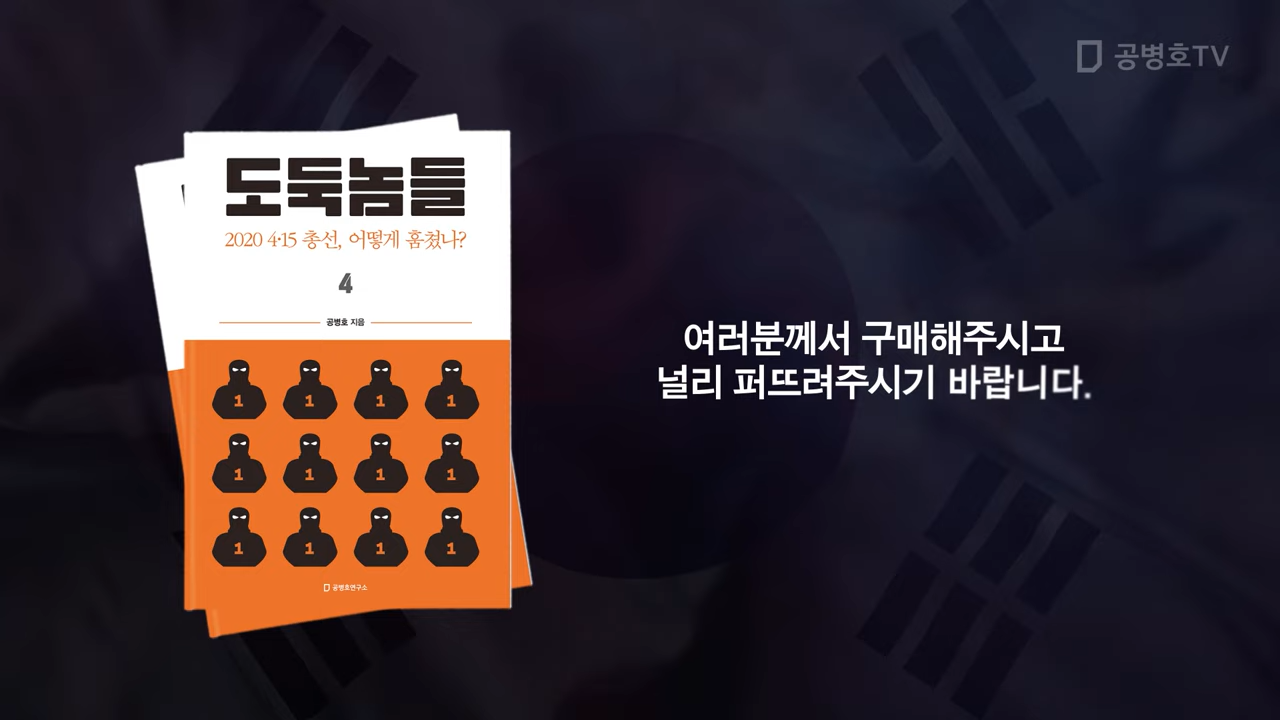 공병호TV
도둑놈들
2020 4·15 총선, 어떻게 훔쳤나?
4
공병호 지음
1 1 1 1
1 1 1 1
1 1 1 1
공병호연구소
여러분께서 구매해주시고
널리 퍼뜨려주시기 바랍니다.